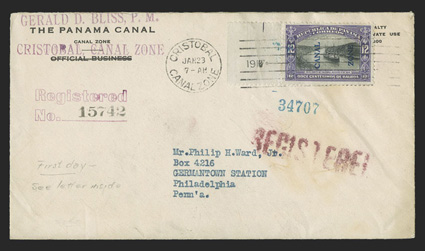 GERALD D. BLISS, P. M.
THE PANAMA CANAL
CANAL ZONE
CRISTOBAL CANAL ZONE
OFFICIAL BUSINESS
CRISTOBAL
JAN 23
7-AM
CANAL ZONE
191
CANAL
12
Registered
No. 15742
34707
REGISTERED
Mr. Philip H. Ward, Jr.
Box 4216
GERMANTOWN STATION
Philadelphia
Penn'a.
First day -
See letter inside